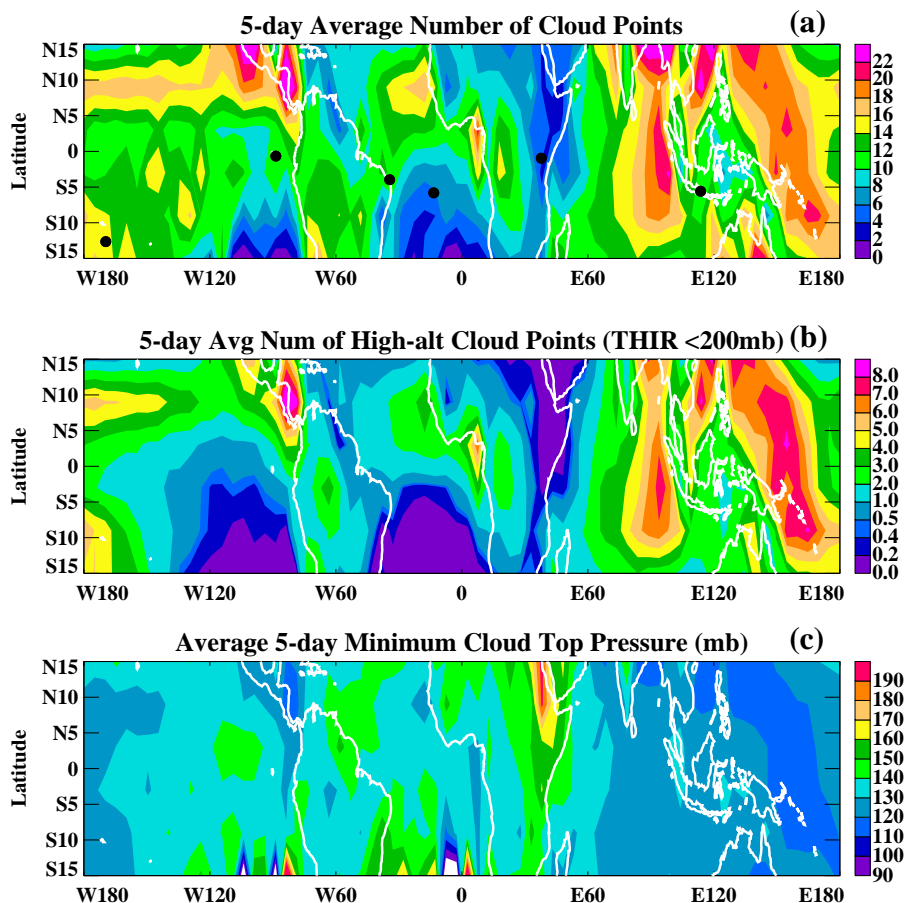 5-day Average Number of Cloud Points (a)
Latitude
N15
N10
N5
0
S5
S10
S15
W180 W120 W60 0 E60 E120 E180
22
20
18
16
14
12
10
8
6
4
2
0
5-day Avg Num of High-alt Cloud Points (THIR <200mb) (b)
Latitude
N15
N10
N5
0
S5
S10
S15
W180 W120 W60 0 E60 E120 E180
8.0
7.0
6.0
5.0
4.0
3.0
2.0
1.0
0.5
0.4
0.2
0.0
Average 5-day Minimum Cloud Top Pressure (mb) (c)
Latitude
N15
N10
N5
0
S5
S10
S15
W180 W120 W60 0 E60 E120 E180
190
180
170
160
150
140
130
120
110
100
90